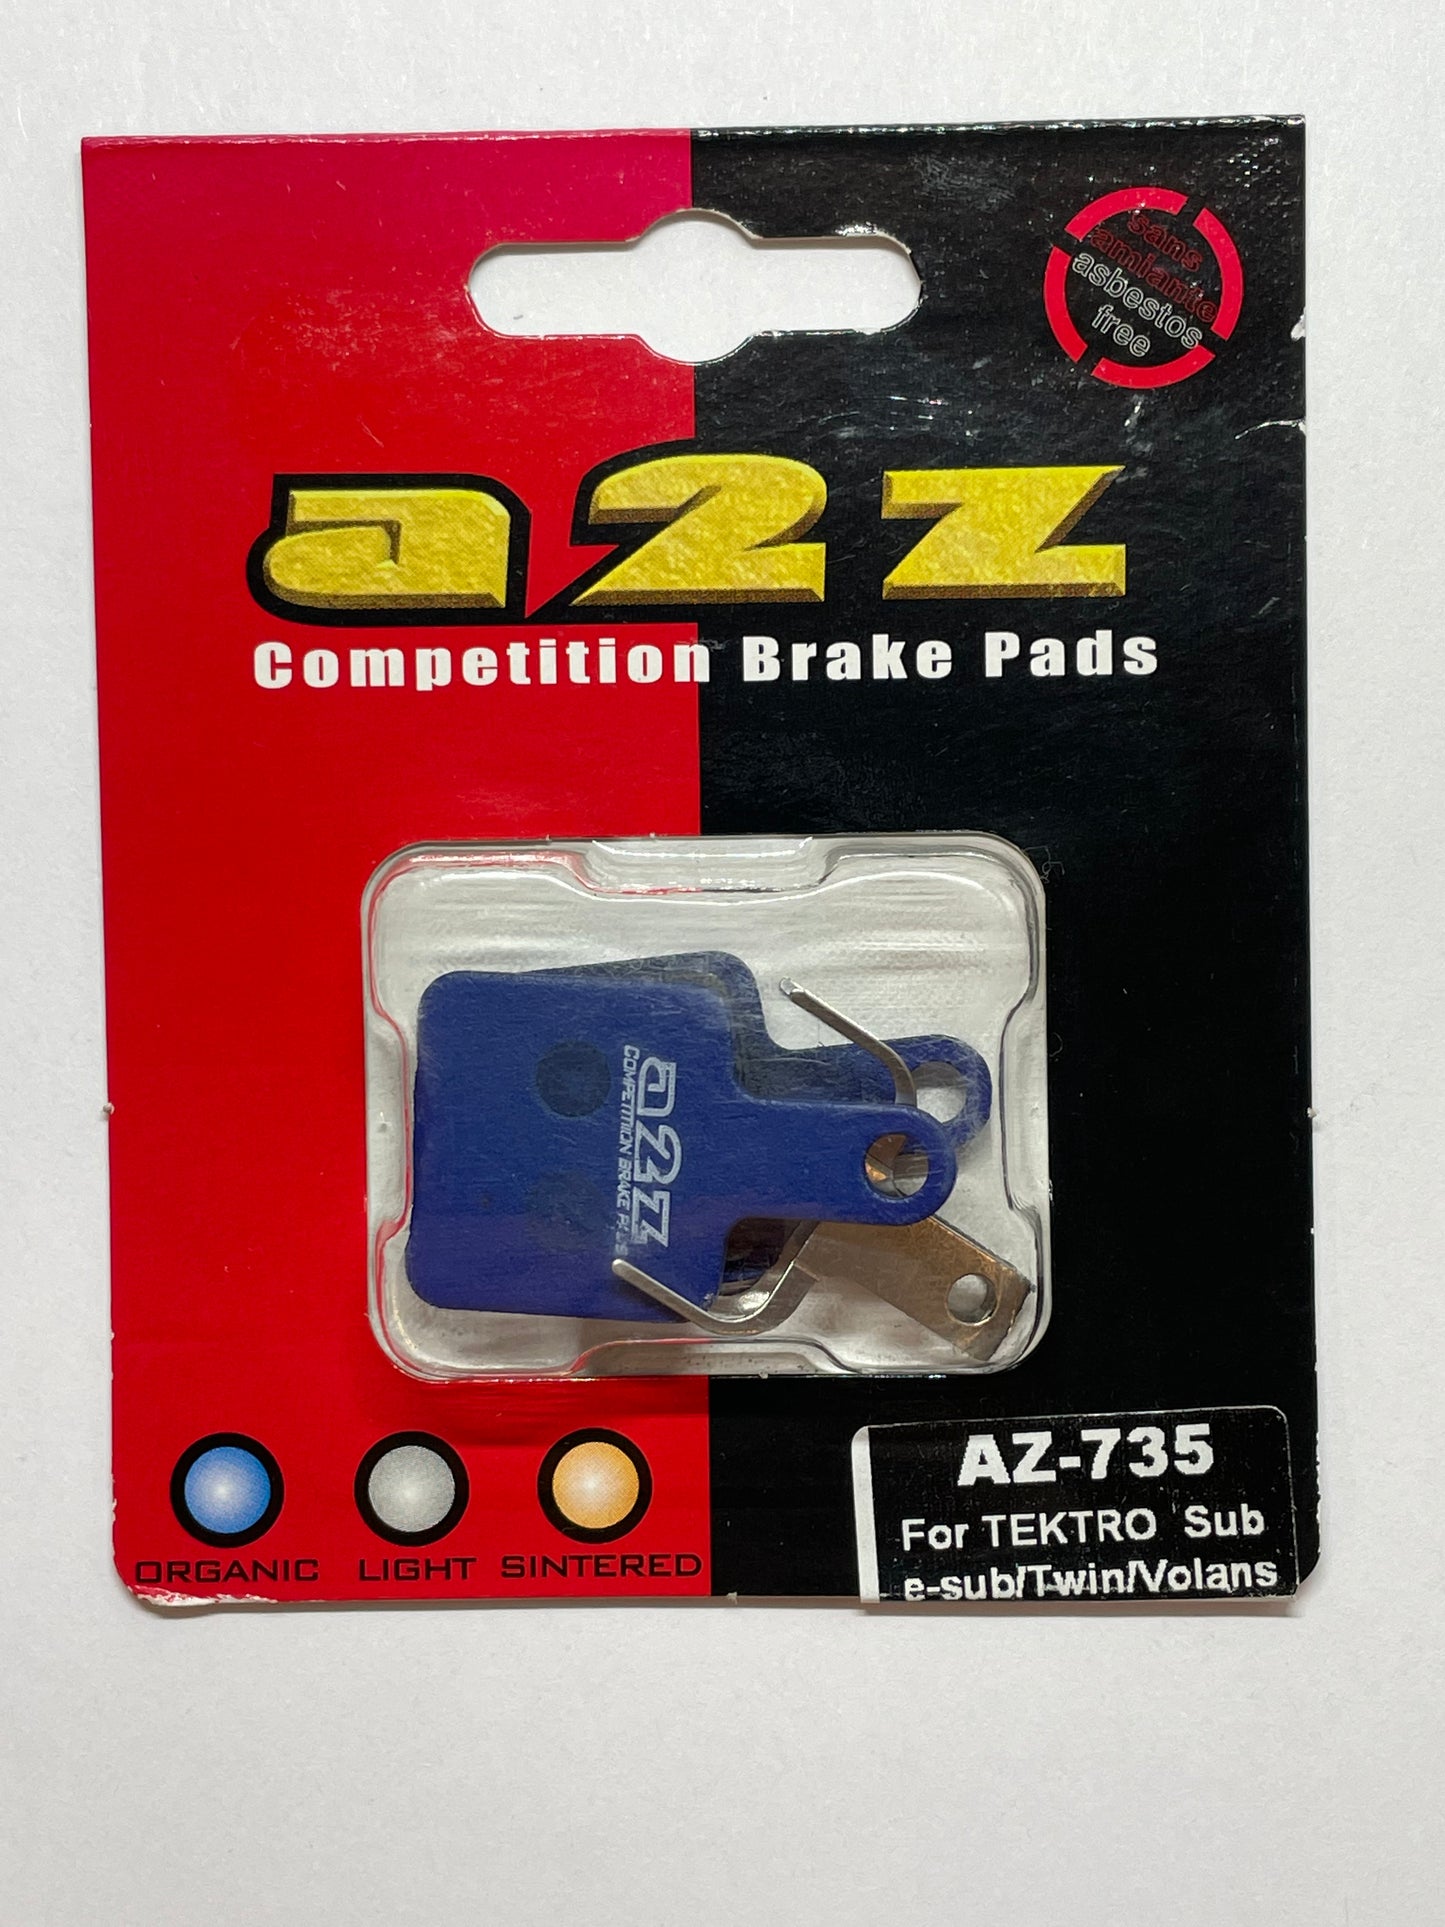 sans
amiante
asbestos
free
a2z
Competition Brake Pads
a2z
COMPETITION BRAKE PADS
ORGANIC LIGHT SINTERED
AZ-735
For TEKTRO Sub
e-sub/Twin/Volans